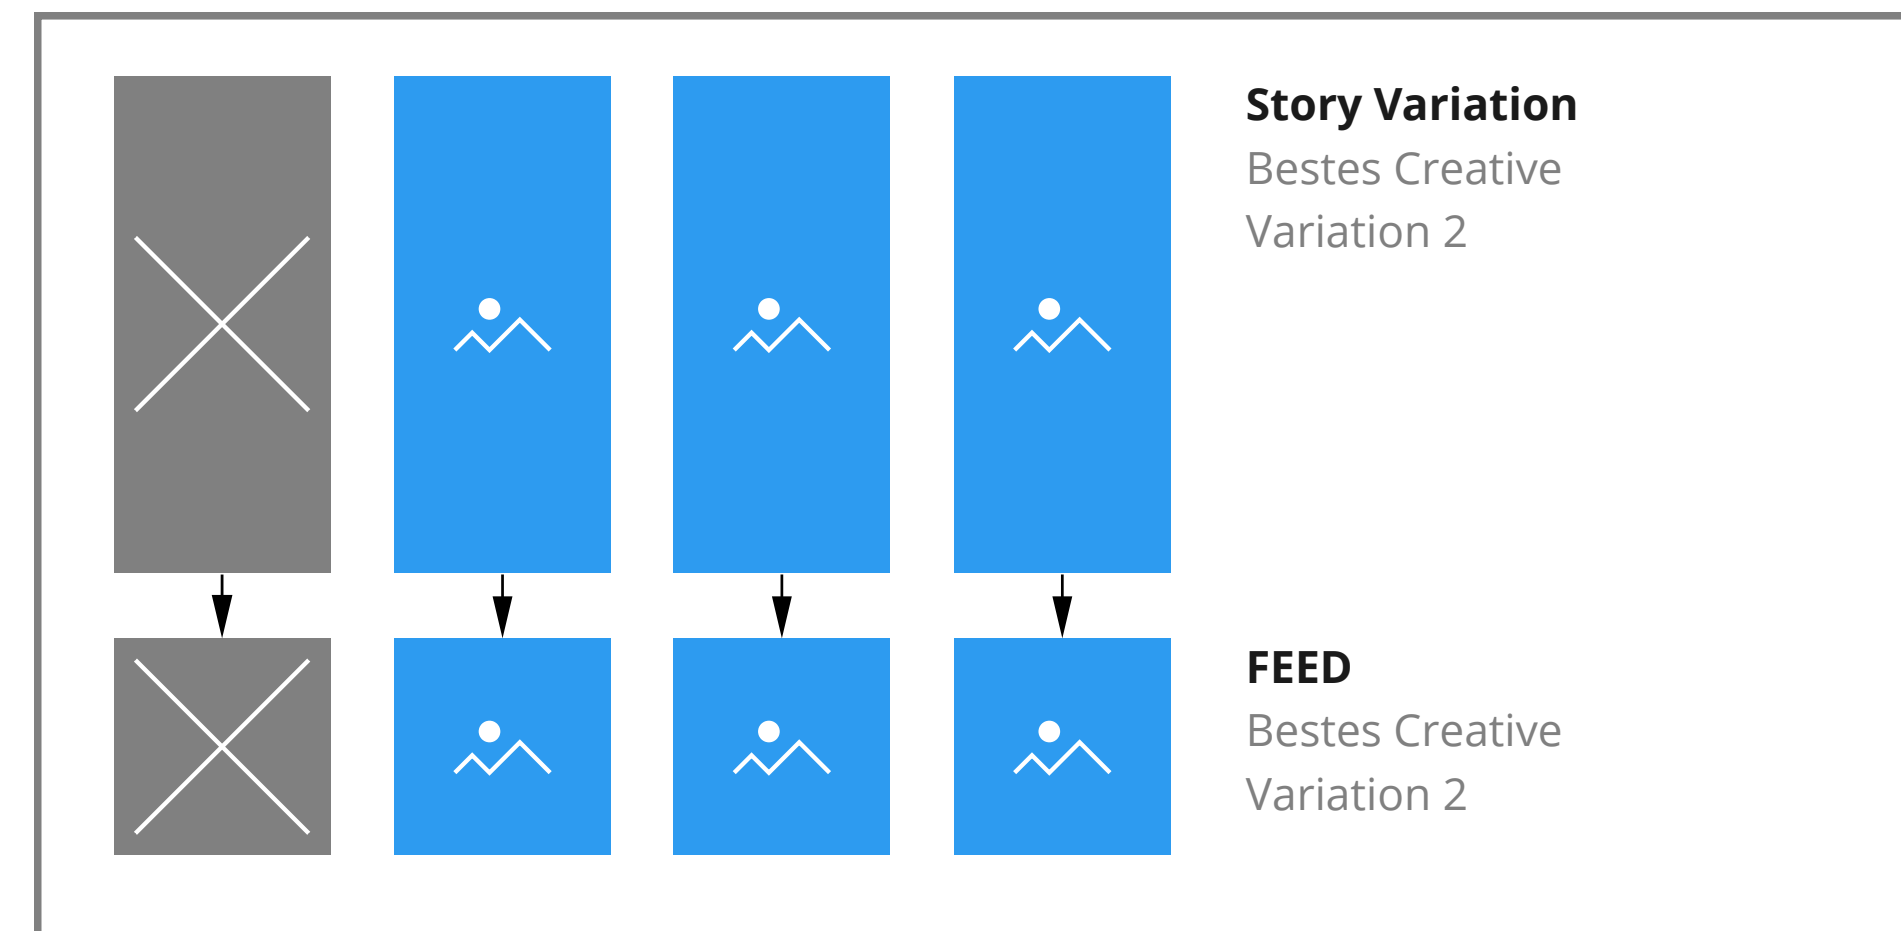 Story Variation
Bestes Creative
Variation 2
FEED
Bestes Creative
Variation 2